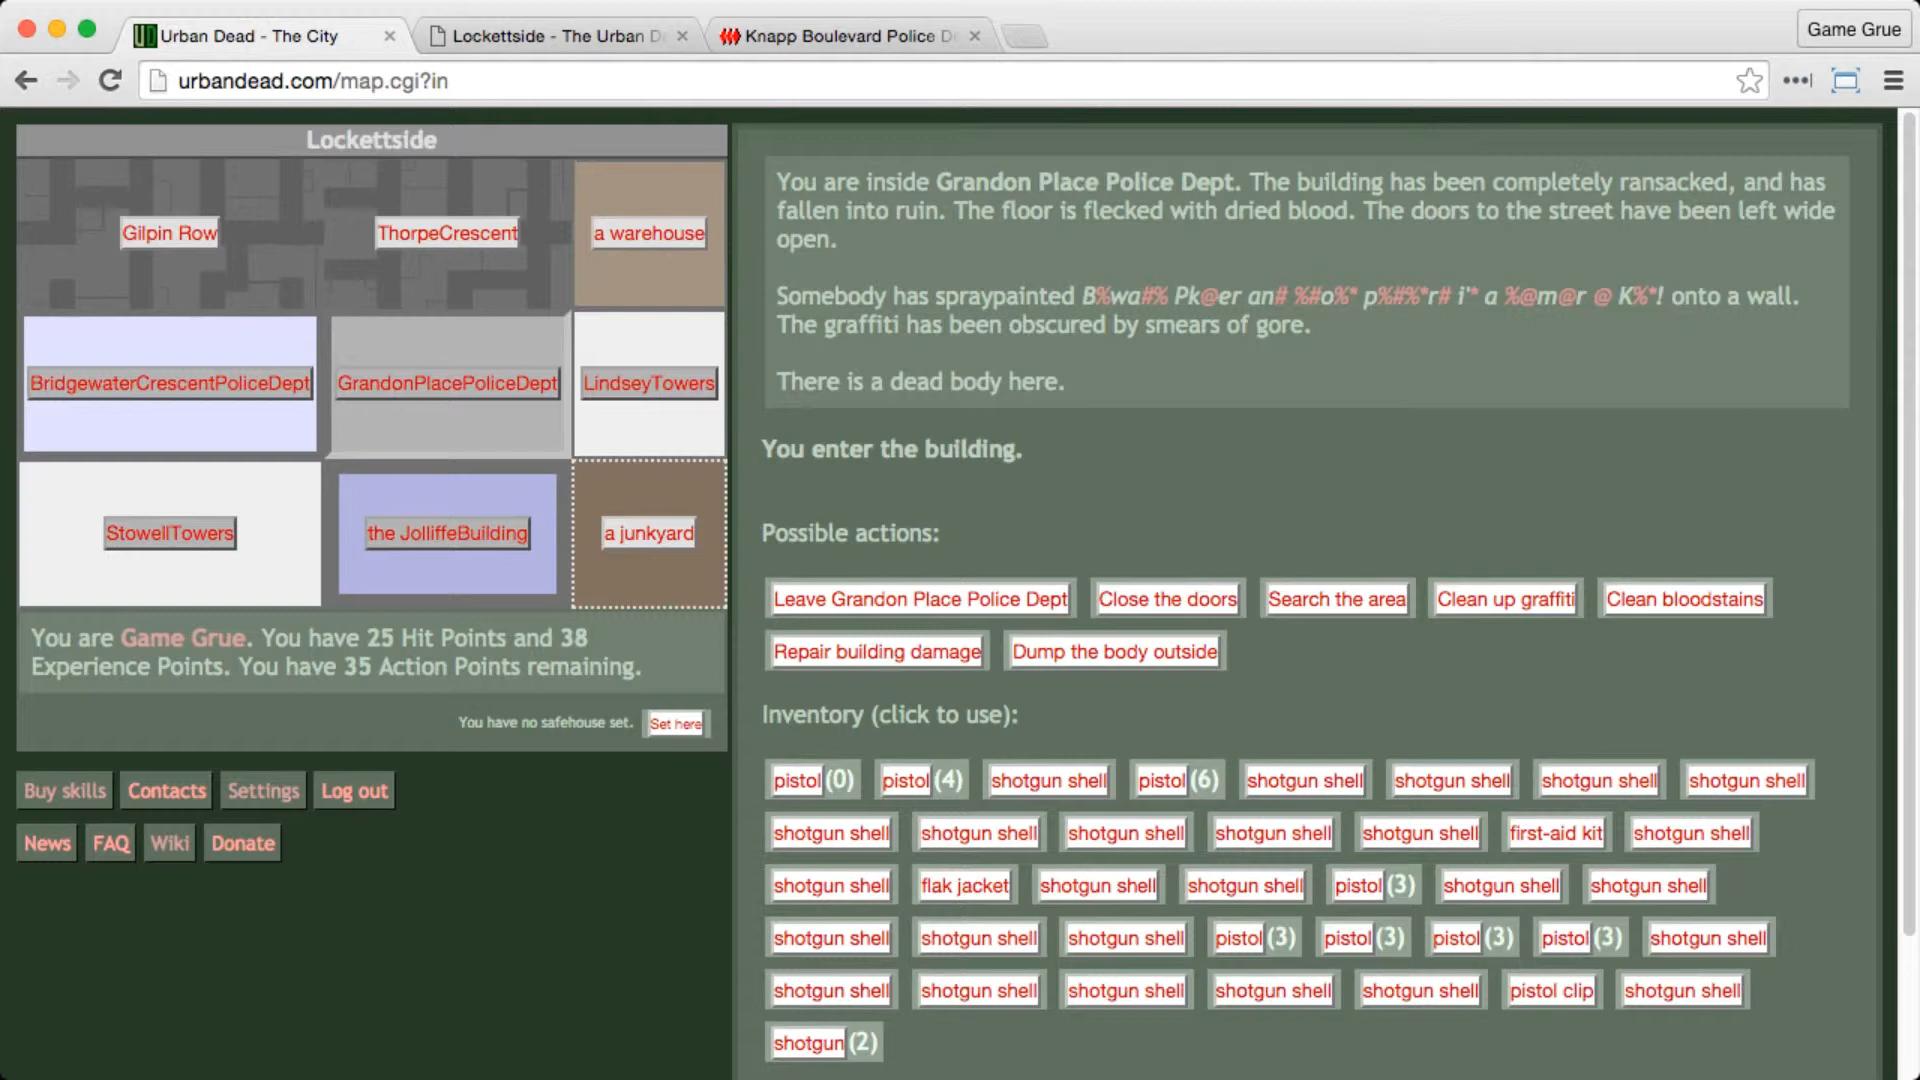 Urban Dead - The City
Lockettside - The Urban D
Knapp Boulevard Police D
Game Grue
urbandead.com/map.cgi?in
Lockettside
Gilpin Row
ThorpeCrescent
a warehouse
BridgewaterCrescentPoliceDept
GrandonPlacePoliceDept
LindseyTowers
StowellTowers
the JolliffeBuilding
a junkyard
You are Game Grue. You have 25 Hit Points and 38
Experience Points. You have 35 Action Points remaining.
You have no safehouse set. Set here
Buy skills Contacts Settings Log out
News FAQ Wiki Donate
You are inside Grandon Place Police Dept. The building has been completely ransacked, and has
fallen into ruin. The floor is flecked with dried blood. The doors to the street have been left wide
open.
Somebody has spraypainted B%wa#% Pk@er an# %#o%* p%#%*r# i'* a %@m@r @ K%*! onto a wall.
The graffiti has been obscured by smears of gore.
There is a dead body here.
You enter the building.
Possible actions:
Leave Grandon Place Police Dept Close the doors Search the area Clean up graffiti Clean bloodstains
Repair building damage Dump the body outside
Inventory (click to use):
pistol (0) pistol (4) shotgun shell pistol (6) shotgun shell shotgun shell shotgun shell shotgun shell
shotgun shell shotgun shell shotgun shell shotgun shell shotgun shell first-aid kit shotgun shell
shotgun shell flak jacket shotgun shell shotgun shell pistol (3) shotgun shell shotgun shell
shotgun shell shotgun shell shotgun shell pistol (3) pistol (3) pistol (3) pistol (3) shotgun shell
shotgun shell shotgun shell shotgun shell shotgun shell shotgun shell pistol clip shotgun shell
shotgun (2)